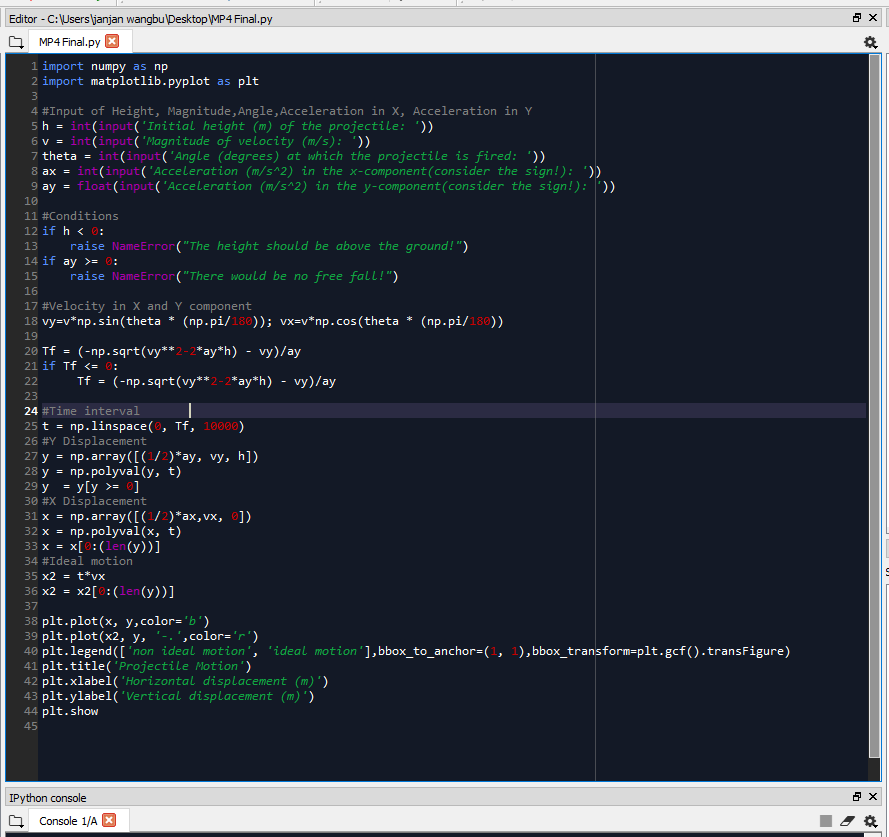 Editor - C:\Users\janjan wangbu\Desktop\MP4 Final.py
MP4 Final.py
1 import numpy as np
2 import matplotlib.pyplot as plt
3
4 #Input of Height, Magnitude,Angle,Acceleration in X, Acceleration in Y
5 h = int(input('Initial height (m) of the projectile: '))
6 v = int(input('Magnitude of velocity (m/s): '))
7 theta = int(input('Angle (degrees) at which the projectile is fired: '))
8 ax = int(input('Acceleration (m/s^2) in the x-component(consider the sign!): '))
9 ay = float(input('Acceleration (m/s^2) in the y-component(consider the sign!): '))
10
11 #Conditions
12 if h < 0:
13     raise NameError("The height should be above the ground!")
14 if ay >= 0:
15     raise NameError("There would be no free fall!")
16
17 #Velocity in X and Y component
18 vy=v*np.sin(theta * (np.pi/180)); vx=v*np.cos(theta * (np.pi/180))
19
20 Tf = (-np.sqrt(vy**2-2*ay*h) - vy)/ay
21 if Tf <= 0:
22      Tf = (-np.sqrt(vy**2-2*ay*h) - vy)/ay
23
24 #Time interval
25 t = np.linspace(0, Tf, 10000)
26 #Y Displacement
27 y = np.array([(1/2)*ay, vy, h])
28 y = np.polyval(y, t)
29 y  = y[y >= 0]
30 #X Displacement
31 x = np.array([(1/2)*ax,vx, 0])
32 x = np.polyval(x, t)
33 x = x[0:(len(y))]
34 #Ideal motion
35 x2 = t*vx
36 x2 = x2[0:(len(y))]
37
38 plt.plot(x, y,color='b')
39 plt.plot(x2, y, '-.',color='r')
40 plt.legend(['non ideal motion', 'ideal motion'],bbox_to_anchor=(1, 1),bbox_transform=plt.gcf().transFigure)
41 plt.title('Projectile Motion')
42 plt.xlabel('Horizontal displacement (m)')
43 plt.ylabel('Vertical displacement (m)')
44 plt.show
45
IPython console
Console 1/A